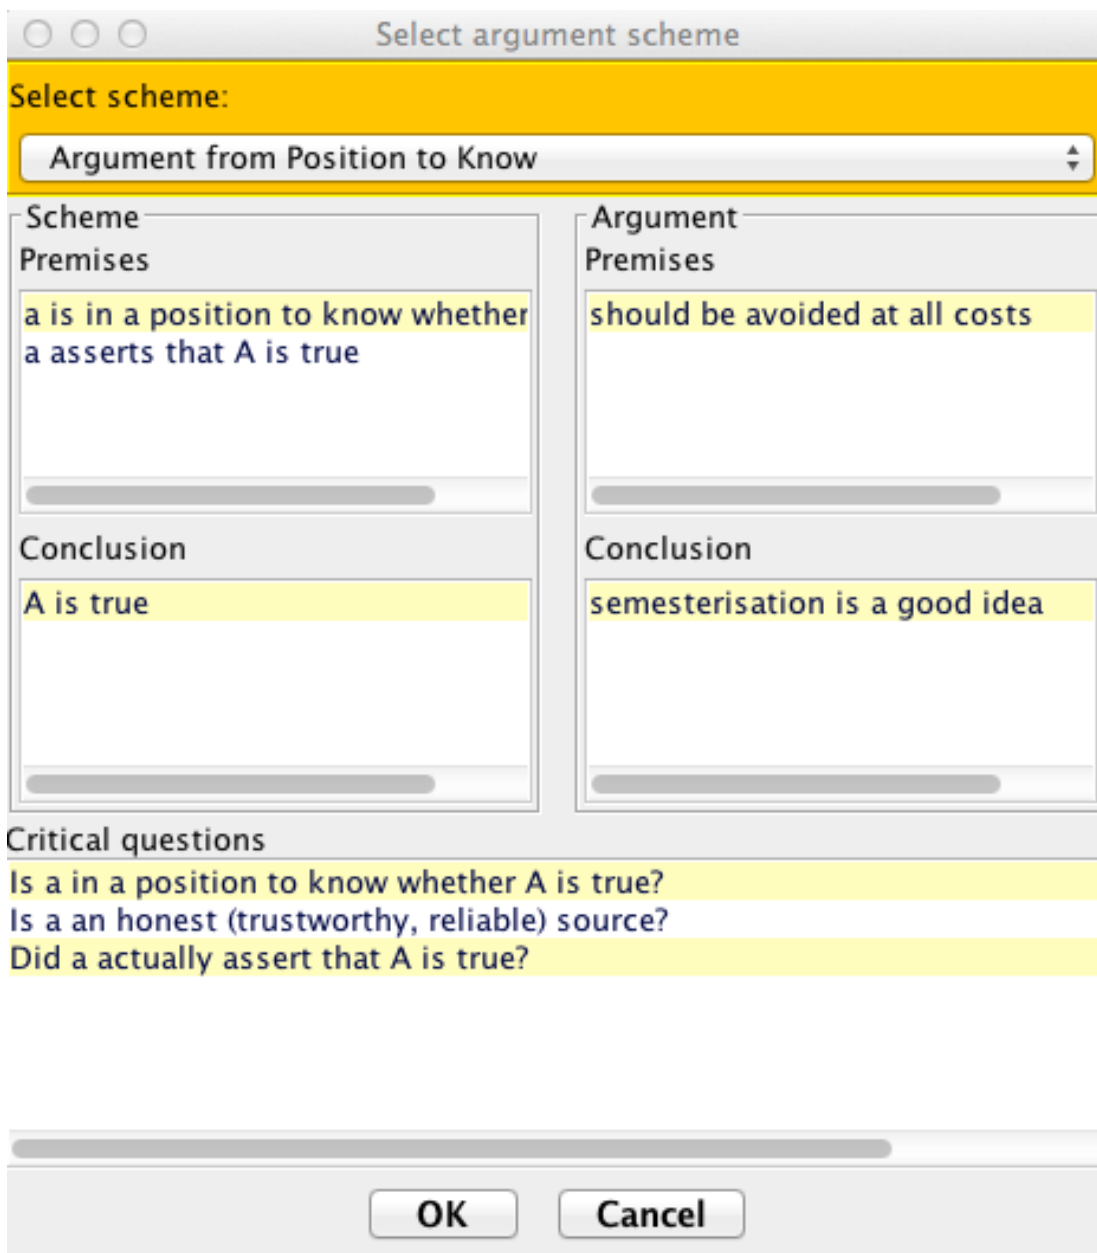 Select argument scheme
Select scheme:
Argument from Position to Know
Scheme
Premises
a is in a position to know whether
a asserts that A is true
Conclusion
A is true
Argument
Premises
should be avoided at all costs
Conclusion
semesterisation is a good idea
Critical questions
Is a in a position to know whether A is true?
Is a an honest (trustworthy, reliable) source?
Did a actually assert that A is true?
OK
Cancel